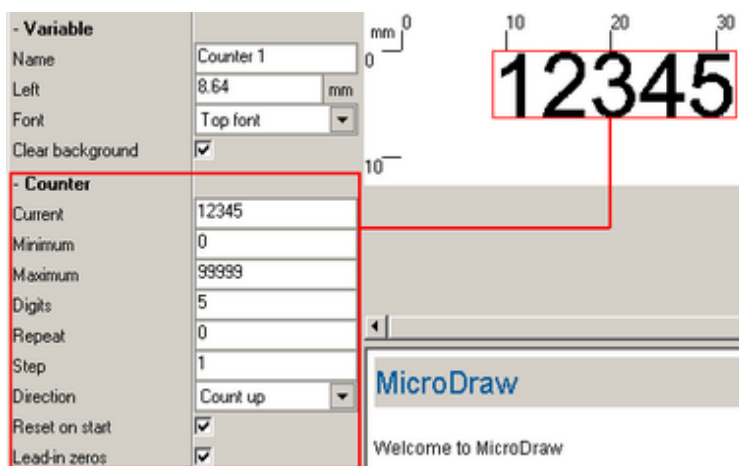 - Variable
Name Counter 1
Left 8.64 mm
Font Top font
Clear background
- Counter
Current 12345
Minimum 0
Maximum 99999
Digits 5
Repeat 0
Step 1
Direction Count up
Reset on start
Lead-in zeros
mm 0 10 20 30
0
12345
10
MicroDraw
Welcome to MicroDraw